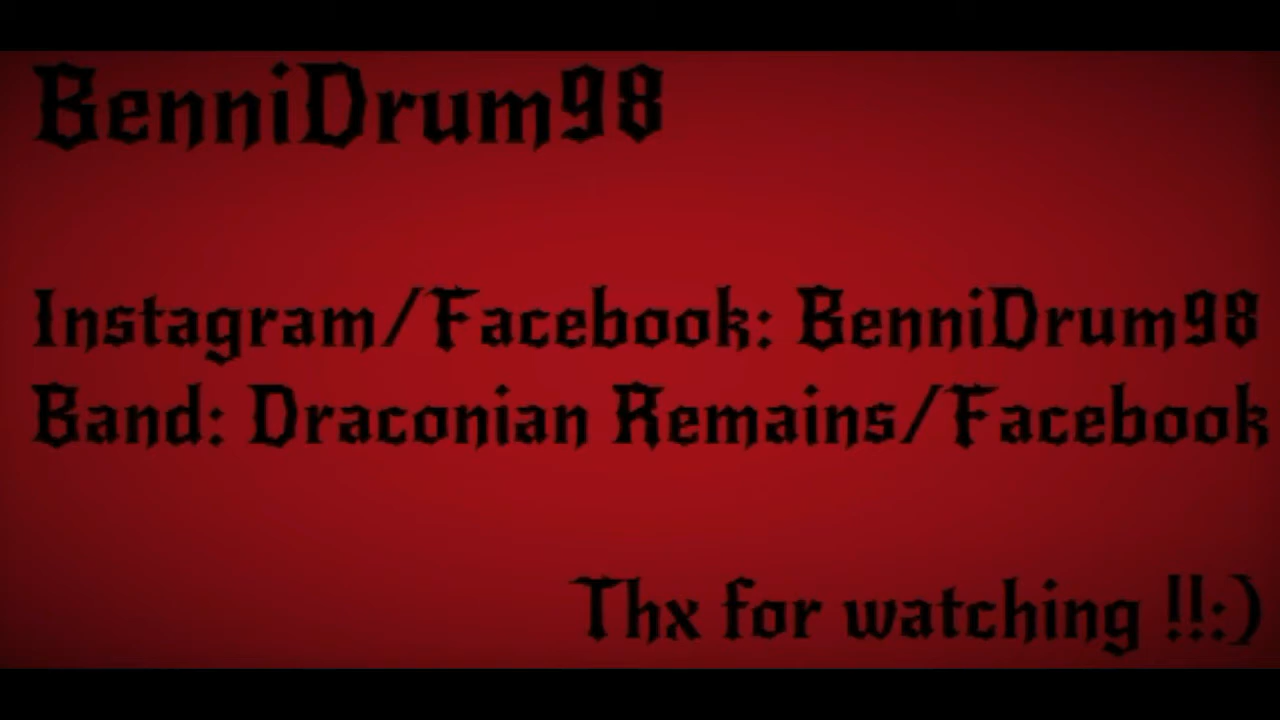 BenniDrum98
Instagram/Facebook: BenniDrum98
Band: Draconian Remains/Facebook
Thx for watching !!:)